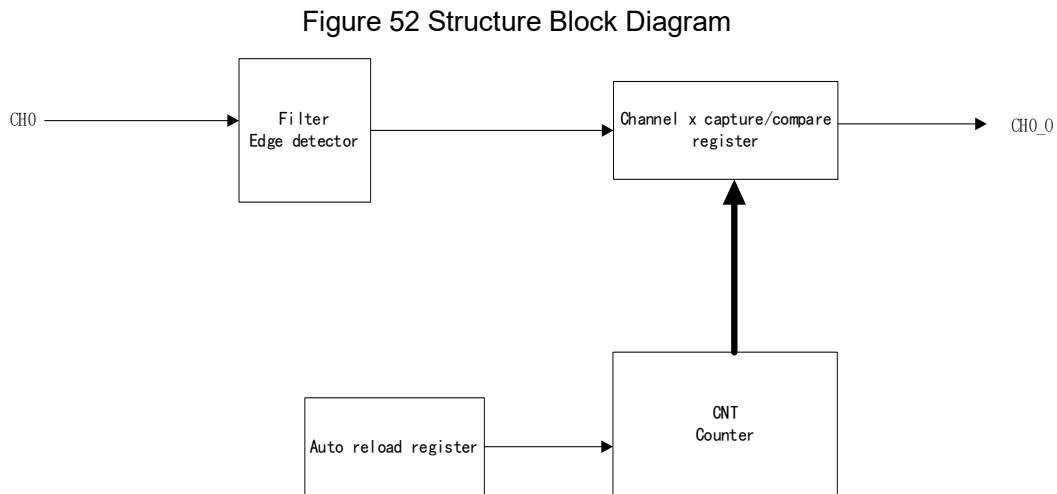 Figure 52 Structure Block Diagram
CH0
Filter
Edge detector
Channel x capture/compare
register
CH0_O
CNT
Counter
Auto reload register